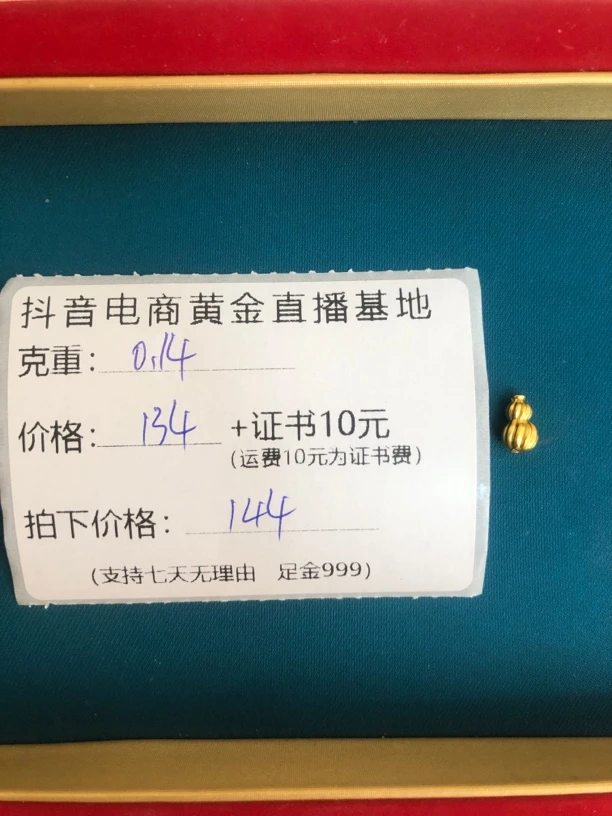 抖音电商黄金直播基地
克重：0.14
价格：134 +证书10元
(运费10元为证书费)
拍下价格：144
(支持七天无理由 足金999)